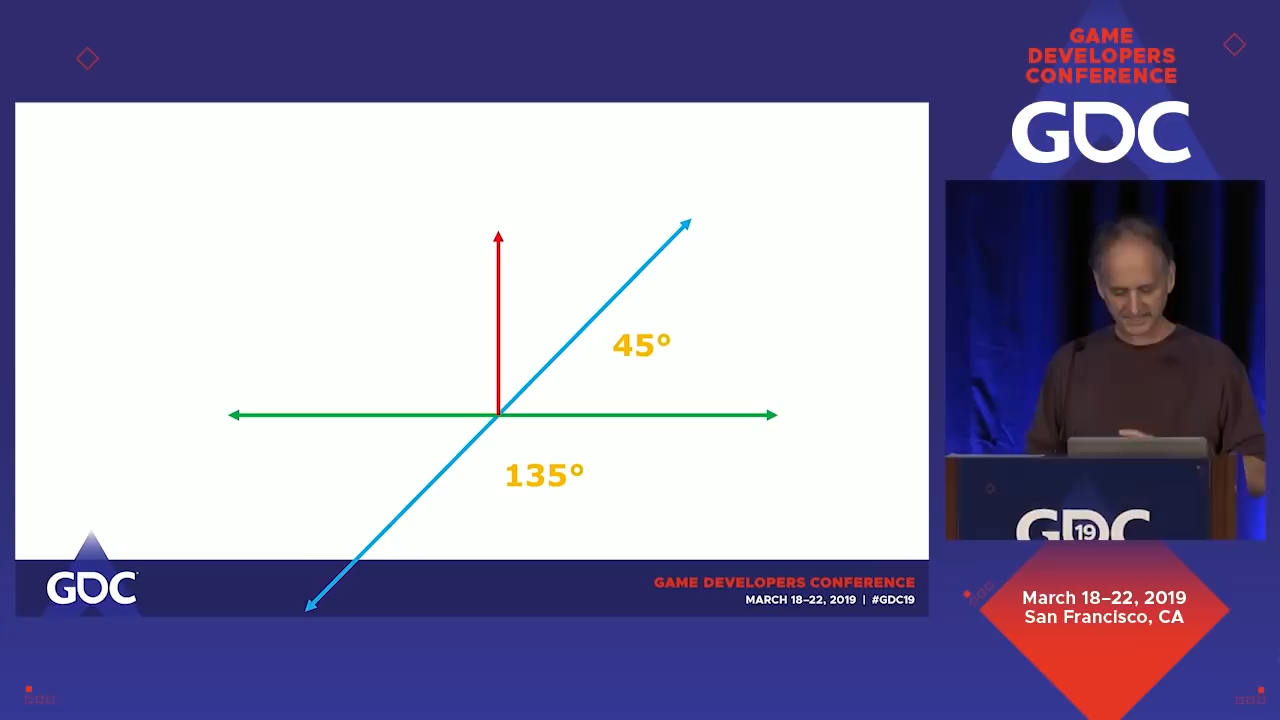 GAME
DEVELOPERS
CONFERENCE
GDC
45°
135°
GDC
GAME DEVELOPERS CONFERENCE
MARCH 18–22, 2019 | #GDC19
GDC
19
March 18–22, 2019
San Francisco, CA